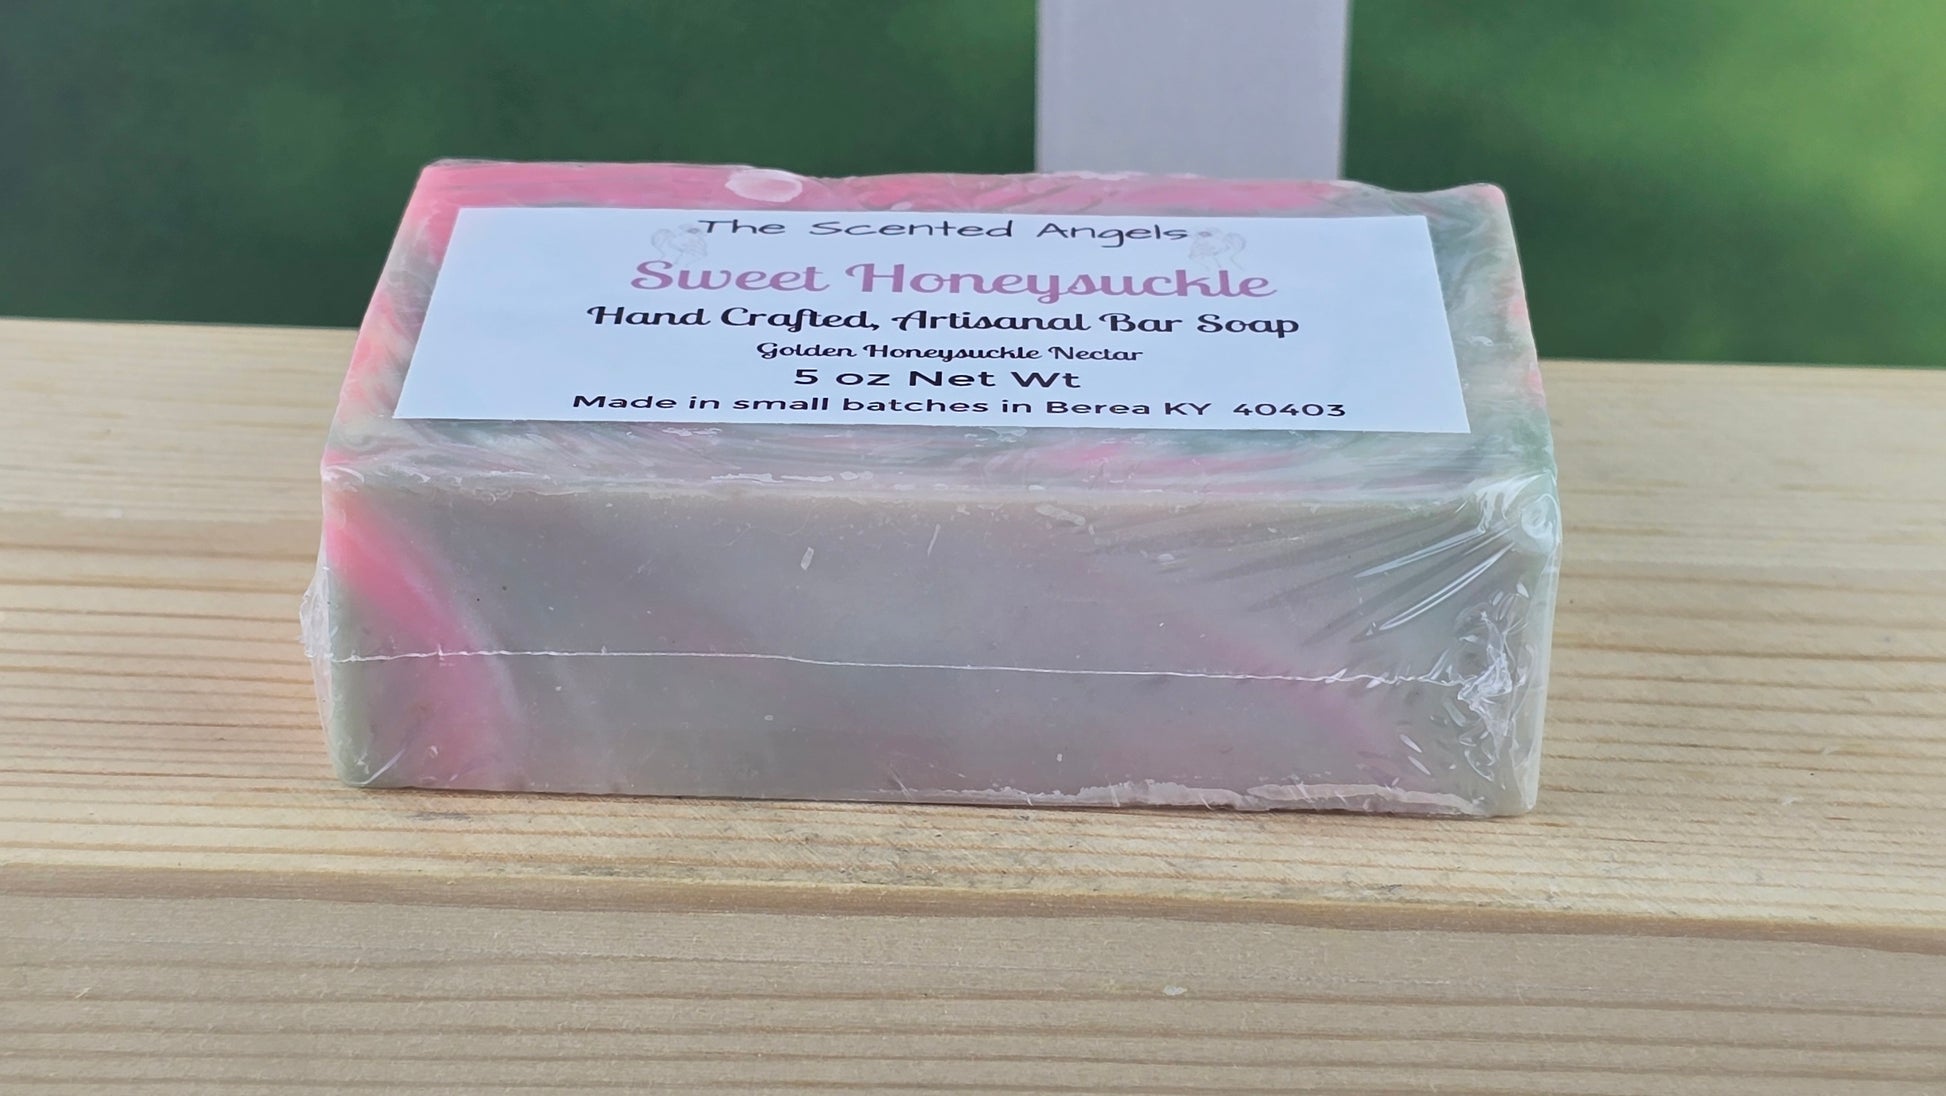 The Scented Angels
Sweet Honeysuckle
Hand Crafted, Artisanal Bar Soap
Golden Honeysuckle Nectar
5 oz Net Wt
Made in small batches in Berea KY 40403